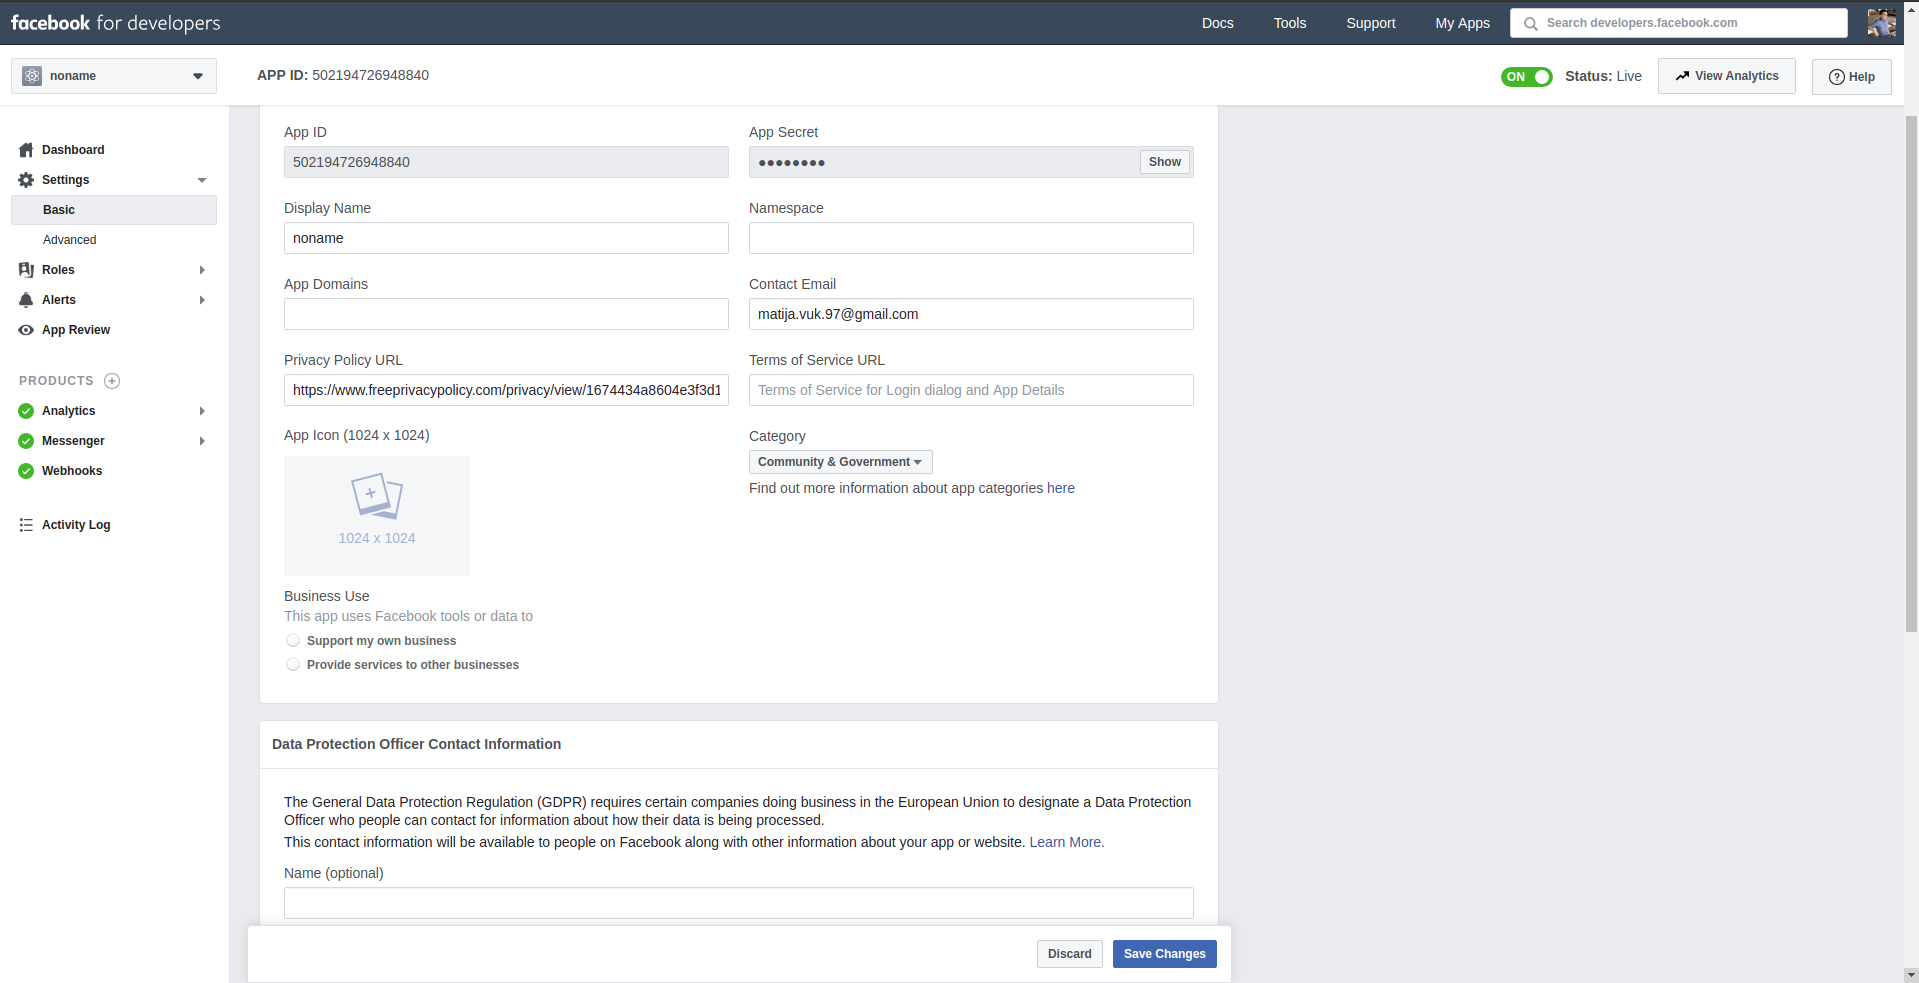 facebook for developers
Docs
Tools
Support
My Apps
Search developers.facebook.com
noname
APP ID: 502194726948840
ON
Status: Live
View Analytics
? Help
Dashboard
Settings
Basic
Advanced
Roles
Alerts
App Review
PRODUCTS
Analytics
Messenger
Webhooks
Activity Log
App ID
502194726948840
App Secret
●●●●●●●●
Show
Display Name
noname
Namespace
App Domains
Contact Email
matija.vuk.97@gmail.com
Privacy Policy URL
https://www.freeprivacypolicy.com/privacy/view/1674434a8604e3f3d1
Terms of Service URL
Terms of Service for Login dialog and App Details
App Icon (1024 x 1024)
1024 x 1024
Category
Community & Government
Find out more information about app categories here
Business Use
This app uses Facebook tools or data to
Support my own business
Provide services to other businesses
Data Protection Officer Contact Information
The General Data Protection Regulation (GDPR) requires certain companies doing business in the European Union to designate a Data Protection
Officer who people can contact for information about how their data is being processed.
This contact information will be available to people on Facebook along with other information about your app or website. Learn More.
Name (optional)
Discard
Save Changes